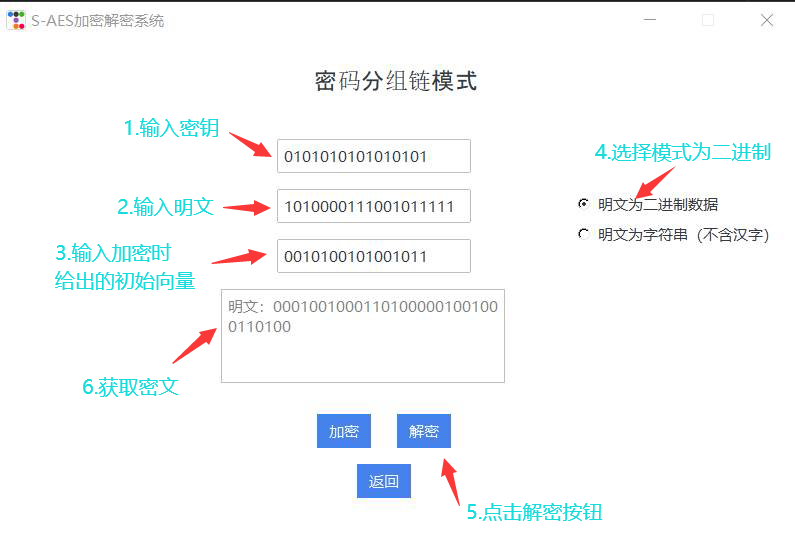 S-AES加密解密系统
密码分组链模式
1.输入密钥
0101010101010101
4.选择模式为二进制
2.输入明文
1010000111001011111
明文为二进制数据
明文为字符串（不含汉字）
3.输入加密时
给出的初始向量
0010100101001011
明文：0001001000110100000100100
0110100
6.获取密文
加密
解密
返回
5.点击解密按钮